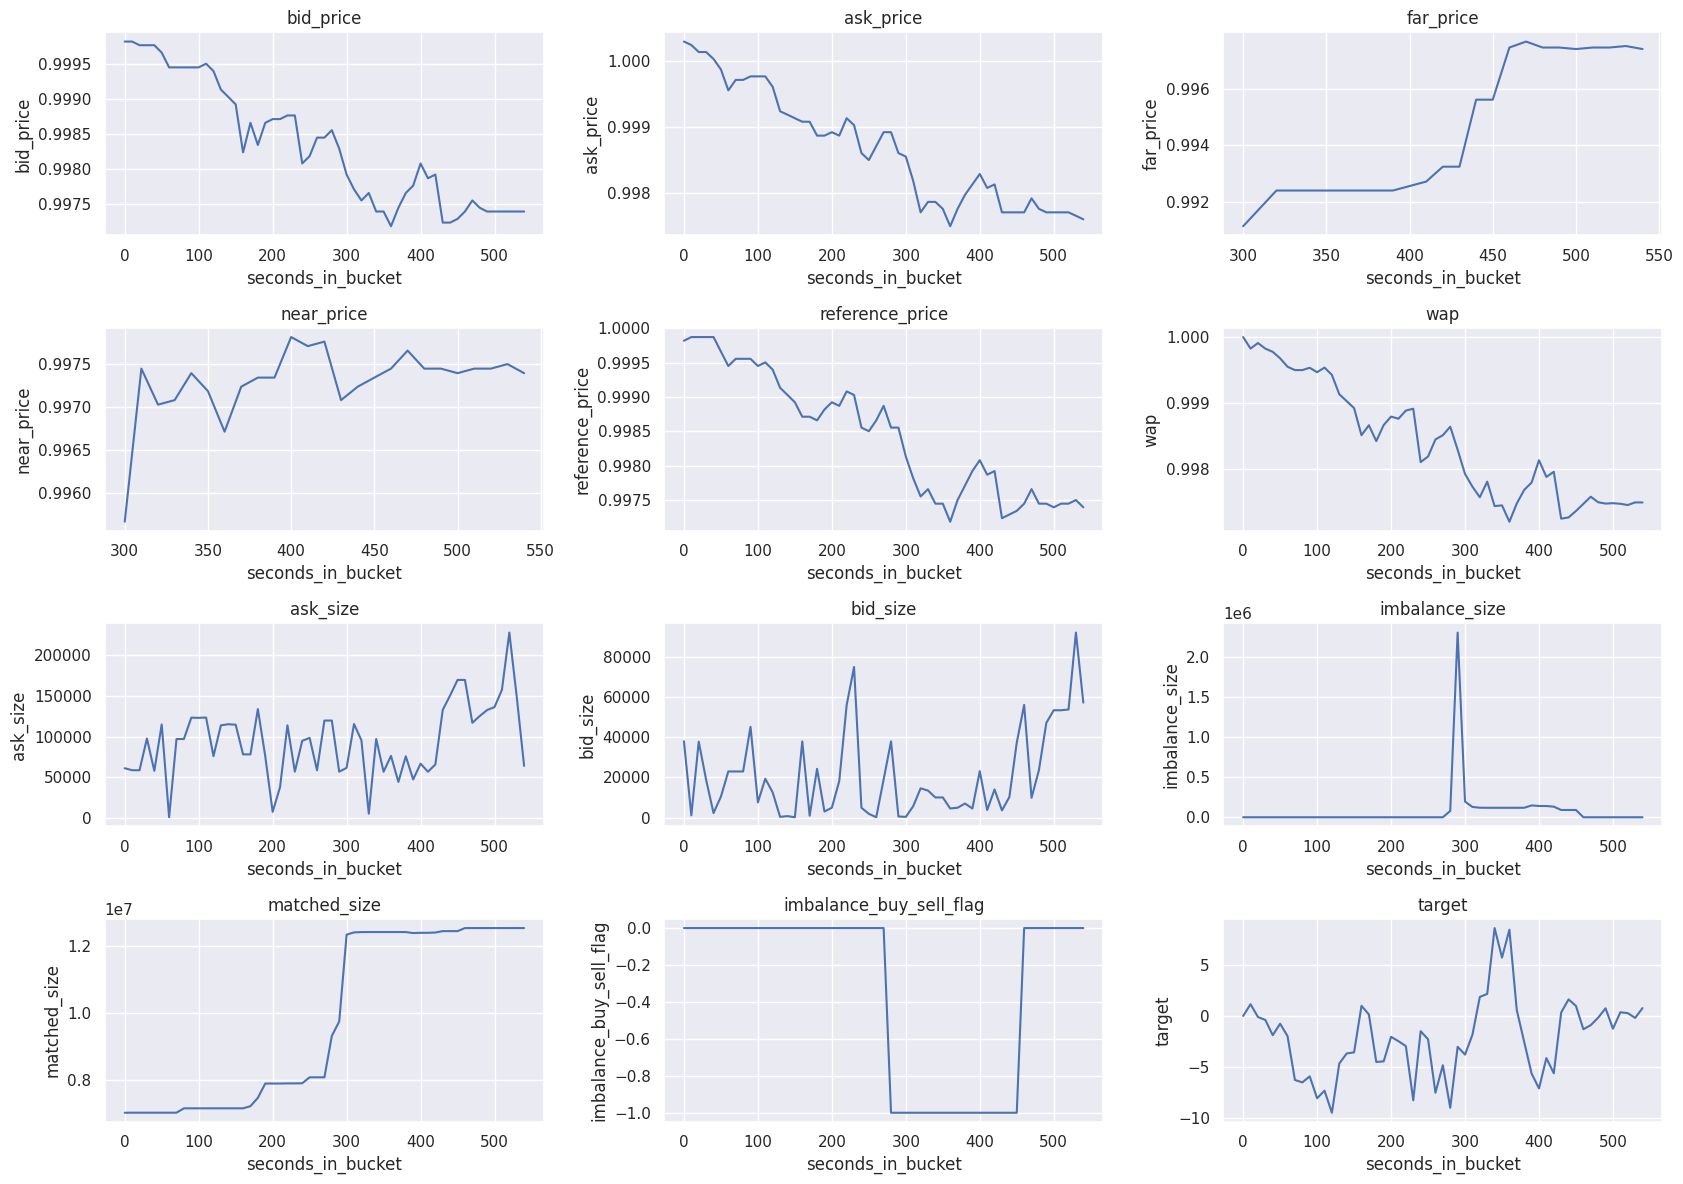 bid_price
bid_price
0.9995
0.9990
0.9985
0.9980
0.9975
0 100 200 300 400 500
seconds_in_bucket
ask_price
ask_price
1.000
0.999
0.998
0 100 200 300 400 500
seconds_in_bucket
far_price
far_price
0.996
0.994
0.992
300 350 400 450 500 550
seconds_in_bucket
near_price
near_price
0.9975
0.9970
0.9965
0.9960
300 350 400 450 500 550
seconds_in_bucket
reference_price
reference_price
1.0000
0.9995
0.9990
0.9985
0.9980
0.9975
0 100 200 300 400 500
seconds_in_bucket
wap
wap
1.000
0.999
0.998
0 100 200 300 400 500
seconds_in_bucket
ask_size
ask_size
200000
150000
100000
50000
0
0 100 200 300 400 500
seconds_in_bucket
bid_size
bid_size
80000
60000
40000
20000
0
0 100 200 300 400 500
seconds_in_bucket
imbalance_size
1e6
imbalance_size
2.0
1.5
1.0
0.5
0.0
0 100 200 300 400 500
seconds_in_bucket
matched_size
1e7
matched_size
1.2
1.0
0.8
0 100 200 300 400 500
seconds_in_bucket
imbalance_buy_sell_flag
imbalance_buy_sell_flag
0.0
−0.2
−0.4
−0.6
−0.8
−1.0
0 100 200 300 400 500
seconds_in_bucket
target
target
5
0
−5
−10
0 100 200 300 400 500
seconds_in_bucket